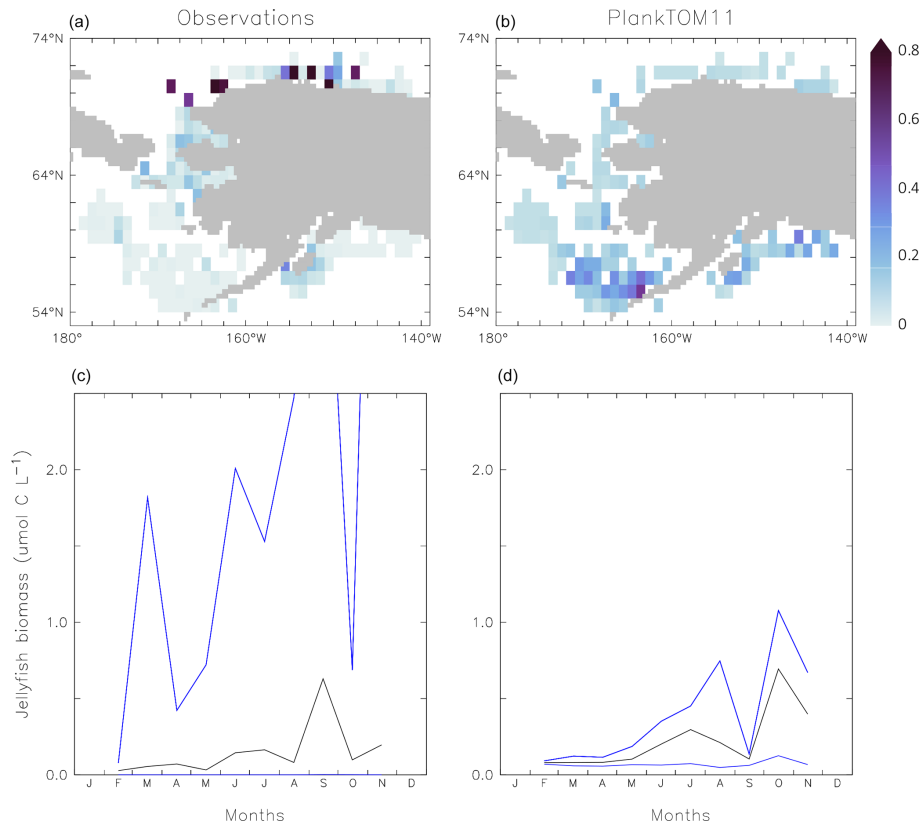 (a) Observations
(b) PlankTOM11
74°N 74°N 0.8
0.6
64°N 64°N
0.4
0.2
54°N 54°N 0
180° 160°W 140°W 180° 160°W 140°W
(c) (d)
Jellyfish biomass (umol C L⁻¹)
2.0 2.0
1.0 1.0
0.0 0.0
J F M A M J J A S O N D J F M A M J J A S O N D
Months Months